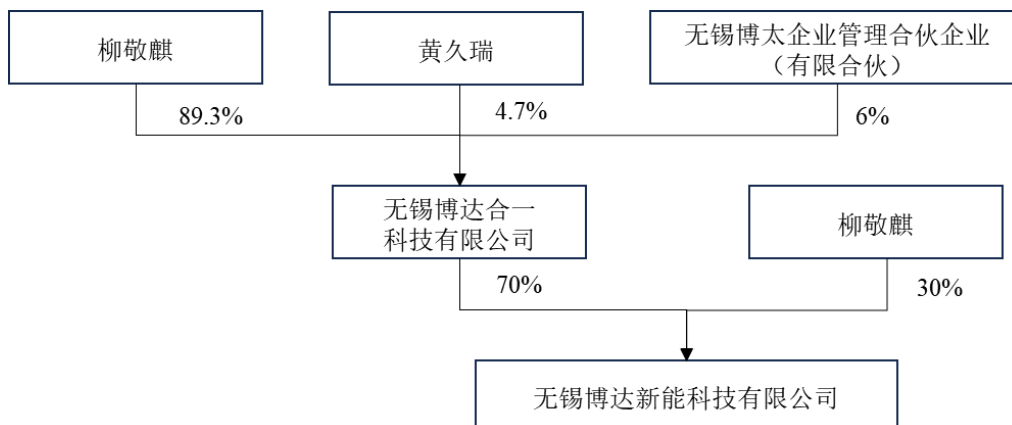 柳敬麒
黄久瑞
无锡博太企业管理合伙企业
（有限合伙）
89.3%
4.7%
6%
无锡博达合一
科技有限公司
柳敬麒
70%
30%
无锡博达新能科技有限公司